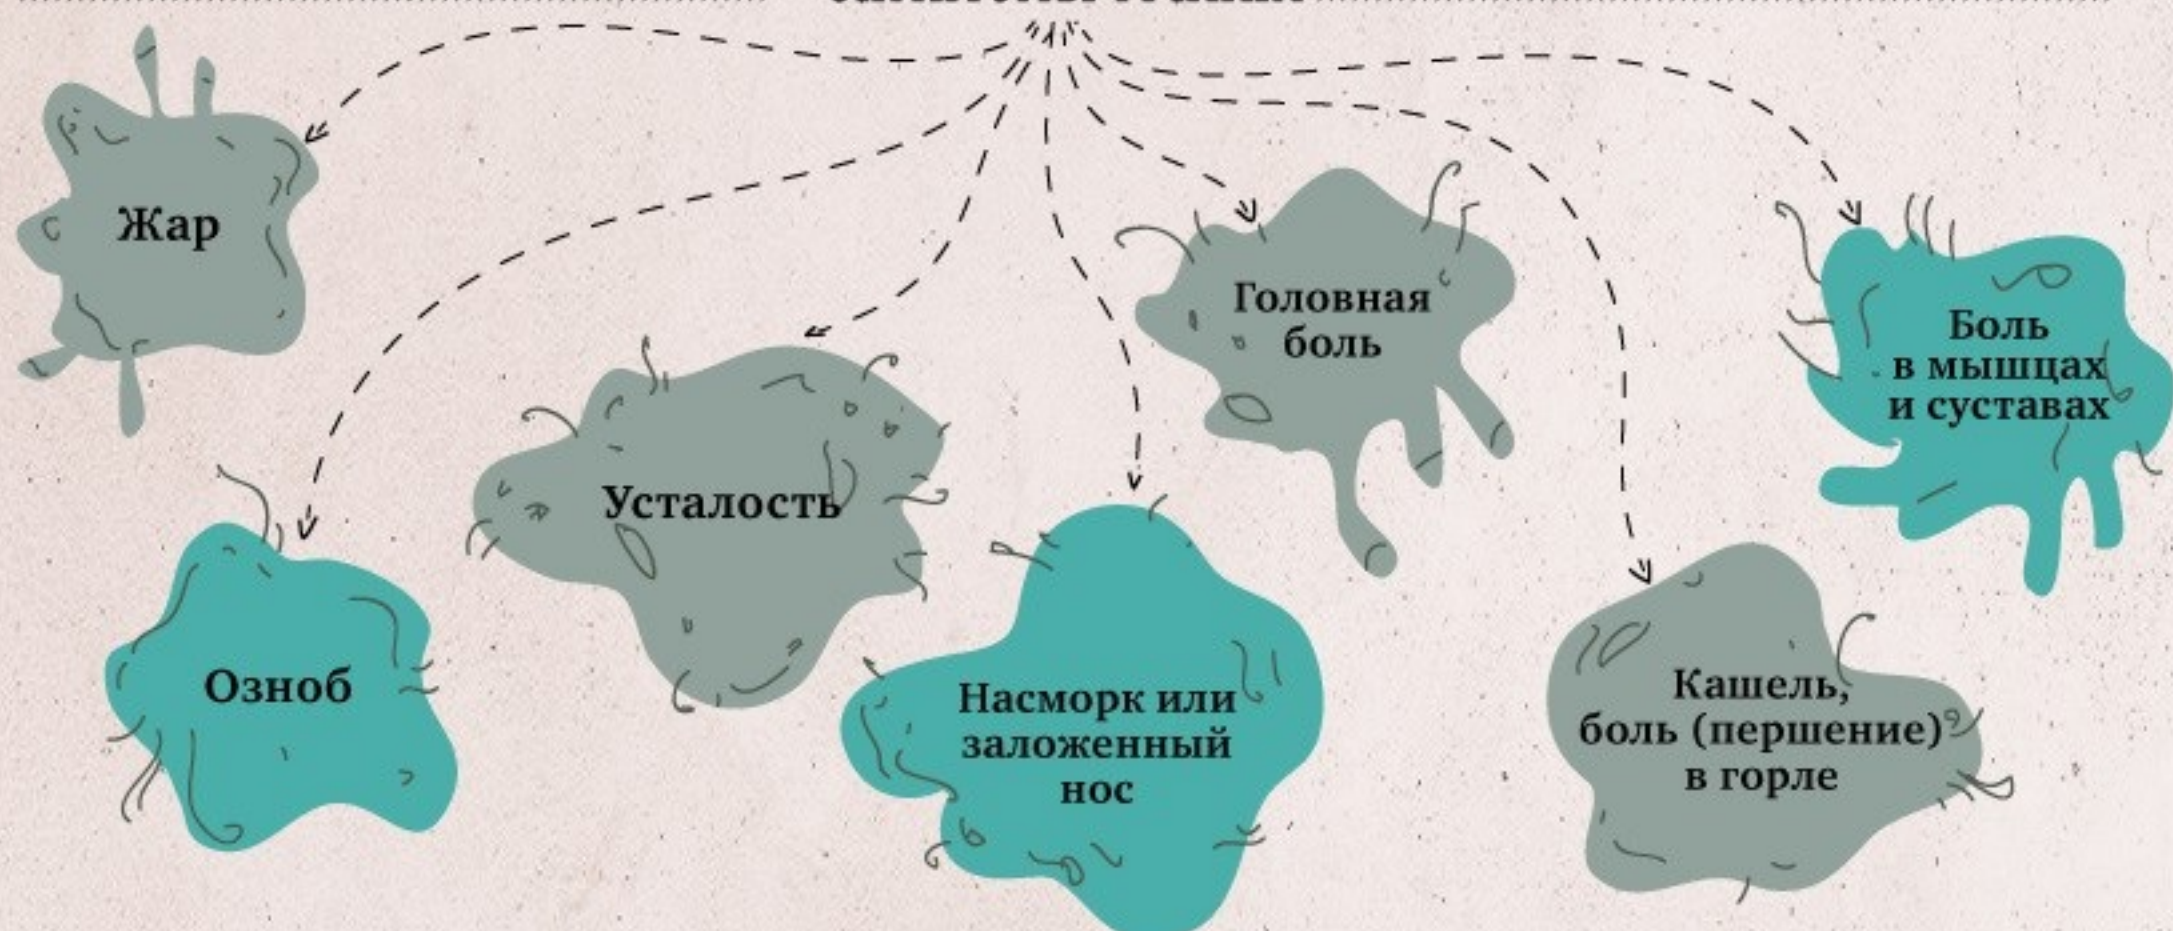 Жар
Головная
боль
Боль
в мышцах
и суставах
Усталость
Озноб
Насморк или
заложенный
нос
Кашель,
боль (першение)
в горле